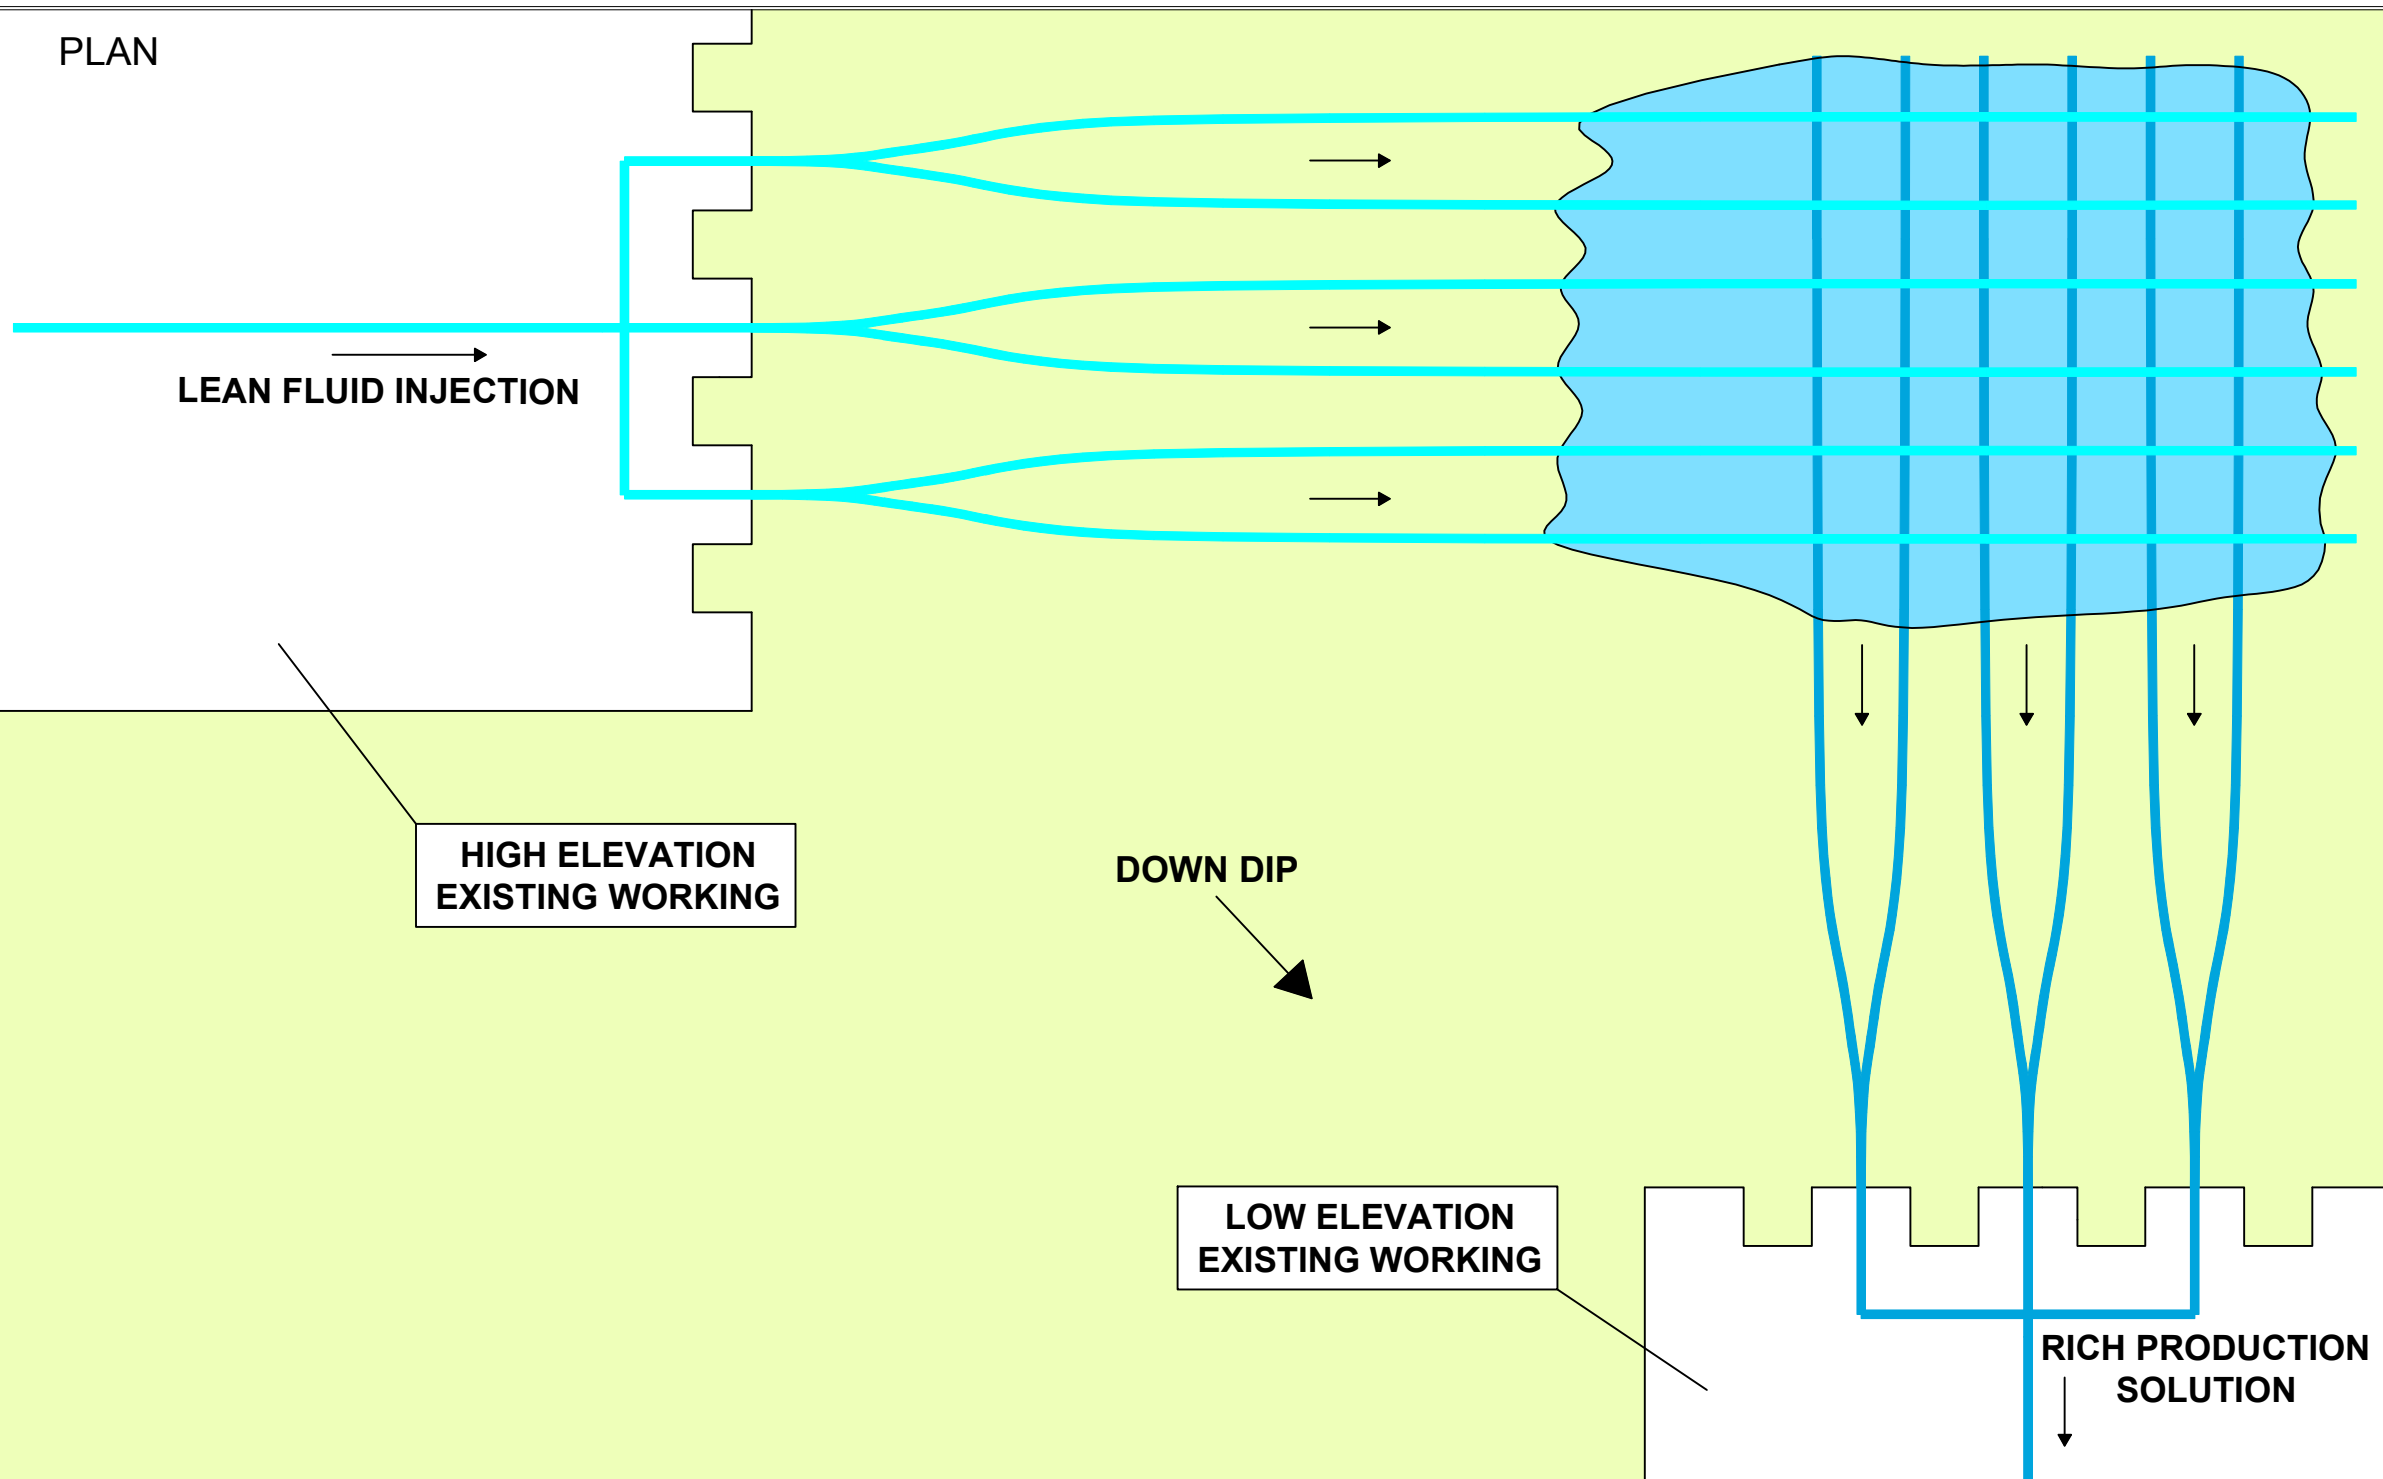 PLAN
LEAN FLUID INJECTION
HIGH ELEVATION
EXISTING WORKING
DOWN DIP
LOW ELEVATION
EXISTING WORKING
RICH PRODUCTION
SOLUTION